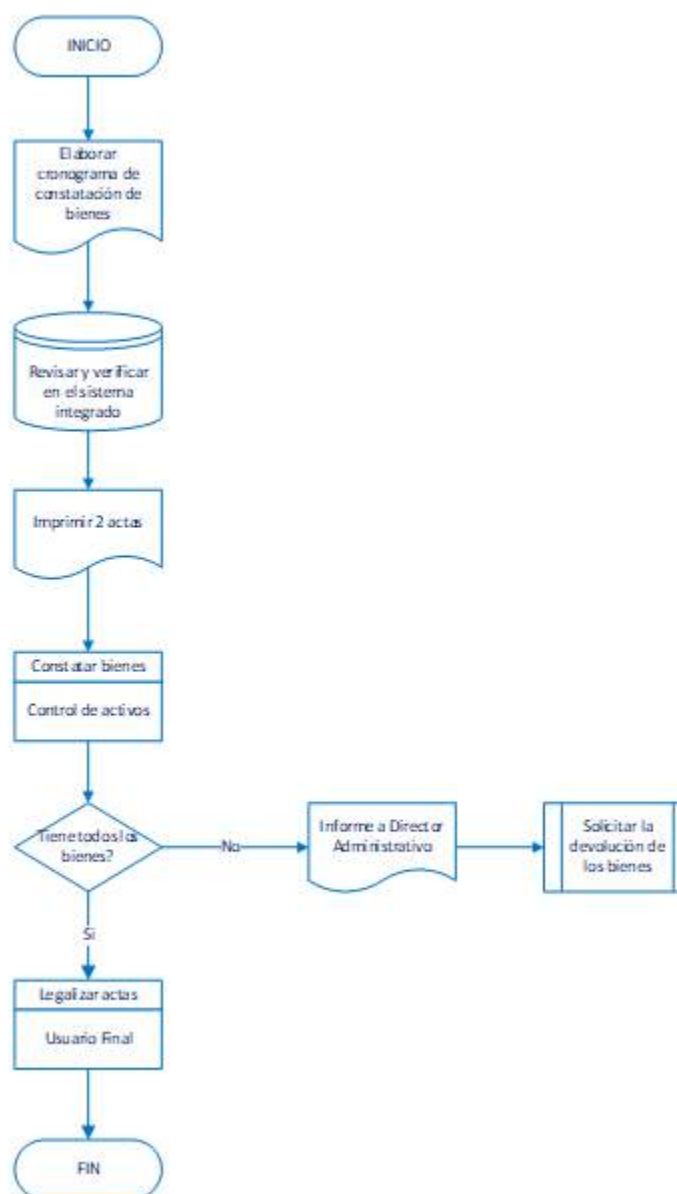 INICIO
Elaborar
cronograma de
constatación de
bienes
Revisar y verificar
en el sistema
integrado
Imprimir 2 actas
Constatar bienes
Control de activos
Tiene todos los
bienes?
No
Informe a Director
Administrativo
Solicitar la
devolución de
los bienes
Si
Legalizar actas
Usuario Final
FIN